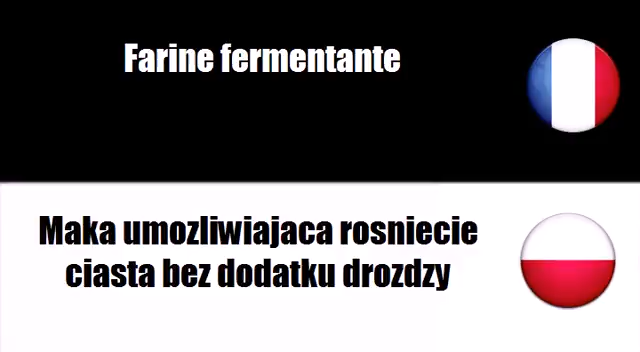 Farine fermentante
Maka umozliwiajaca rosniecie
ciasta bez dodatku drozdzy